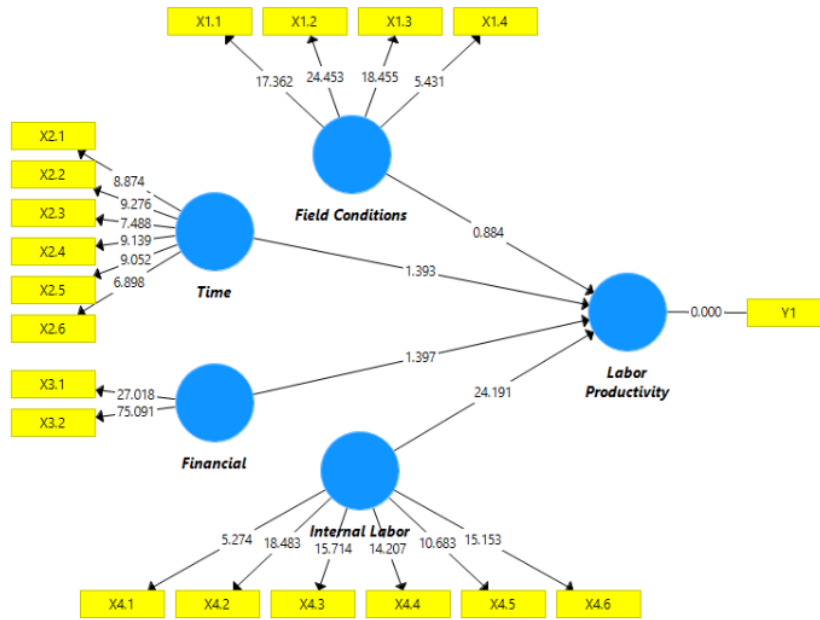 X1.1
X1.2
X1.3
X1.4
17.362
24.453
18.455
5.431
X2.1
X2.2
X2.3
X2.4
X2.5
X2.6
8.874
9.276
7.488
9.139
9.052
6.898
Field Conditions
0.884
Time
1.393
0.000
Y1
Labor
Productivity
X3.1
X3.2
27.018
75.091
1.397
Financial
24.191
Internal Labor
5.274
18.483
15.714
14.207
10.683
15.153
X4.1
X4.2
X4.3
X4.4
X4.5
X4.6